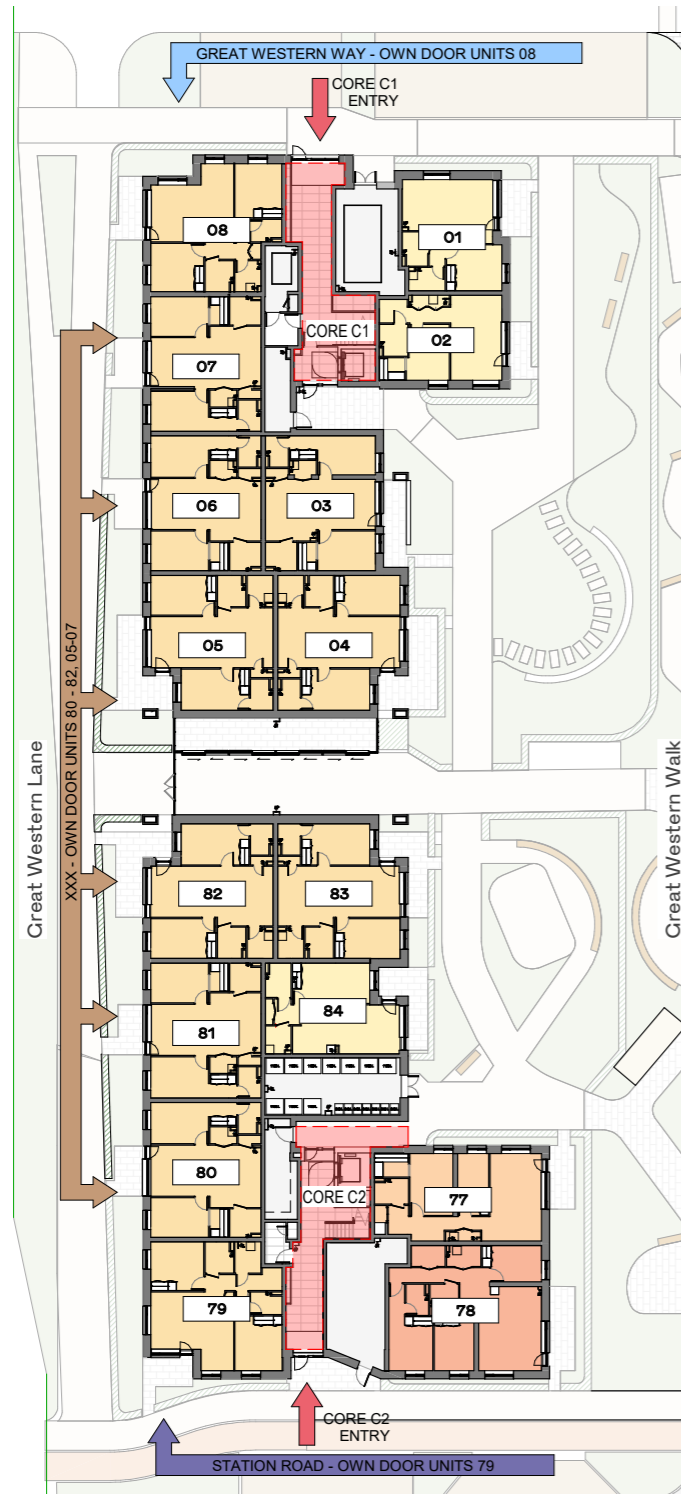 GREAT WESTERN WAY - OWN DOOR UNITS 08
CORE C1
ENTRY
08
01
02
CORE C1
07
06
03
05
04
XXX - OWN DOOR UNITS 80 - 82, 05-07
Great Western Lane
Great Western Walk
82
83
81
84
80
77
CORE C2
79
78
CORE C2
ENTRY
STATION ROAD - OWN DOOR UNITS 79